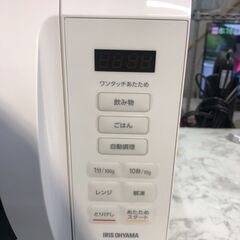 ワンタッチあたため
飲み物
ごはん
自動調理
1分/100g 10秒/10g
レンジ 解凍
とりけし あたためスタート
IRIS OHYAMA